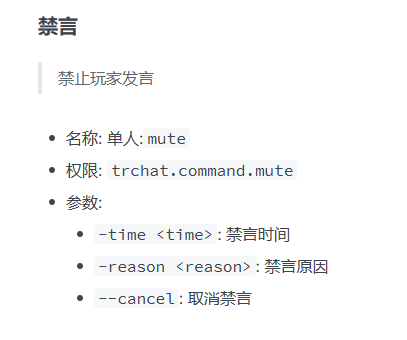 禁言
禁止玩家发言
名称: 单人: mute
权限: trchat.command.mute
参数:
-time <time>: 禁言时间
-reason <reason>: 禁言原因
--cancel: 取消禁言